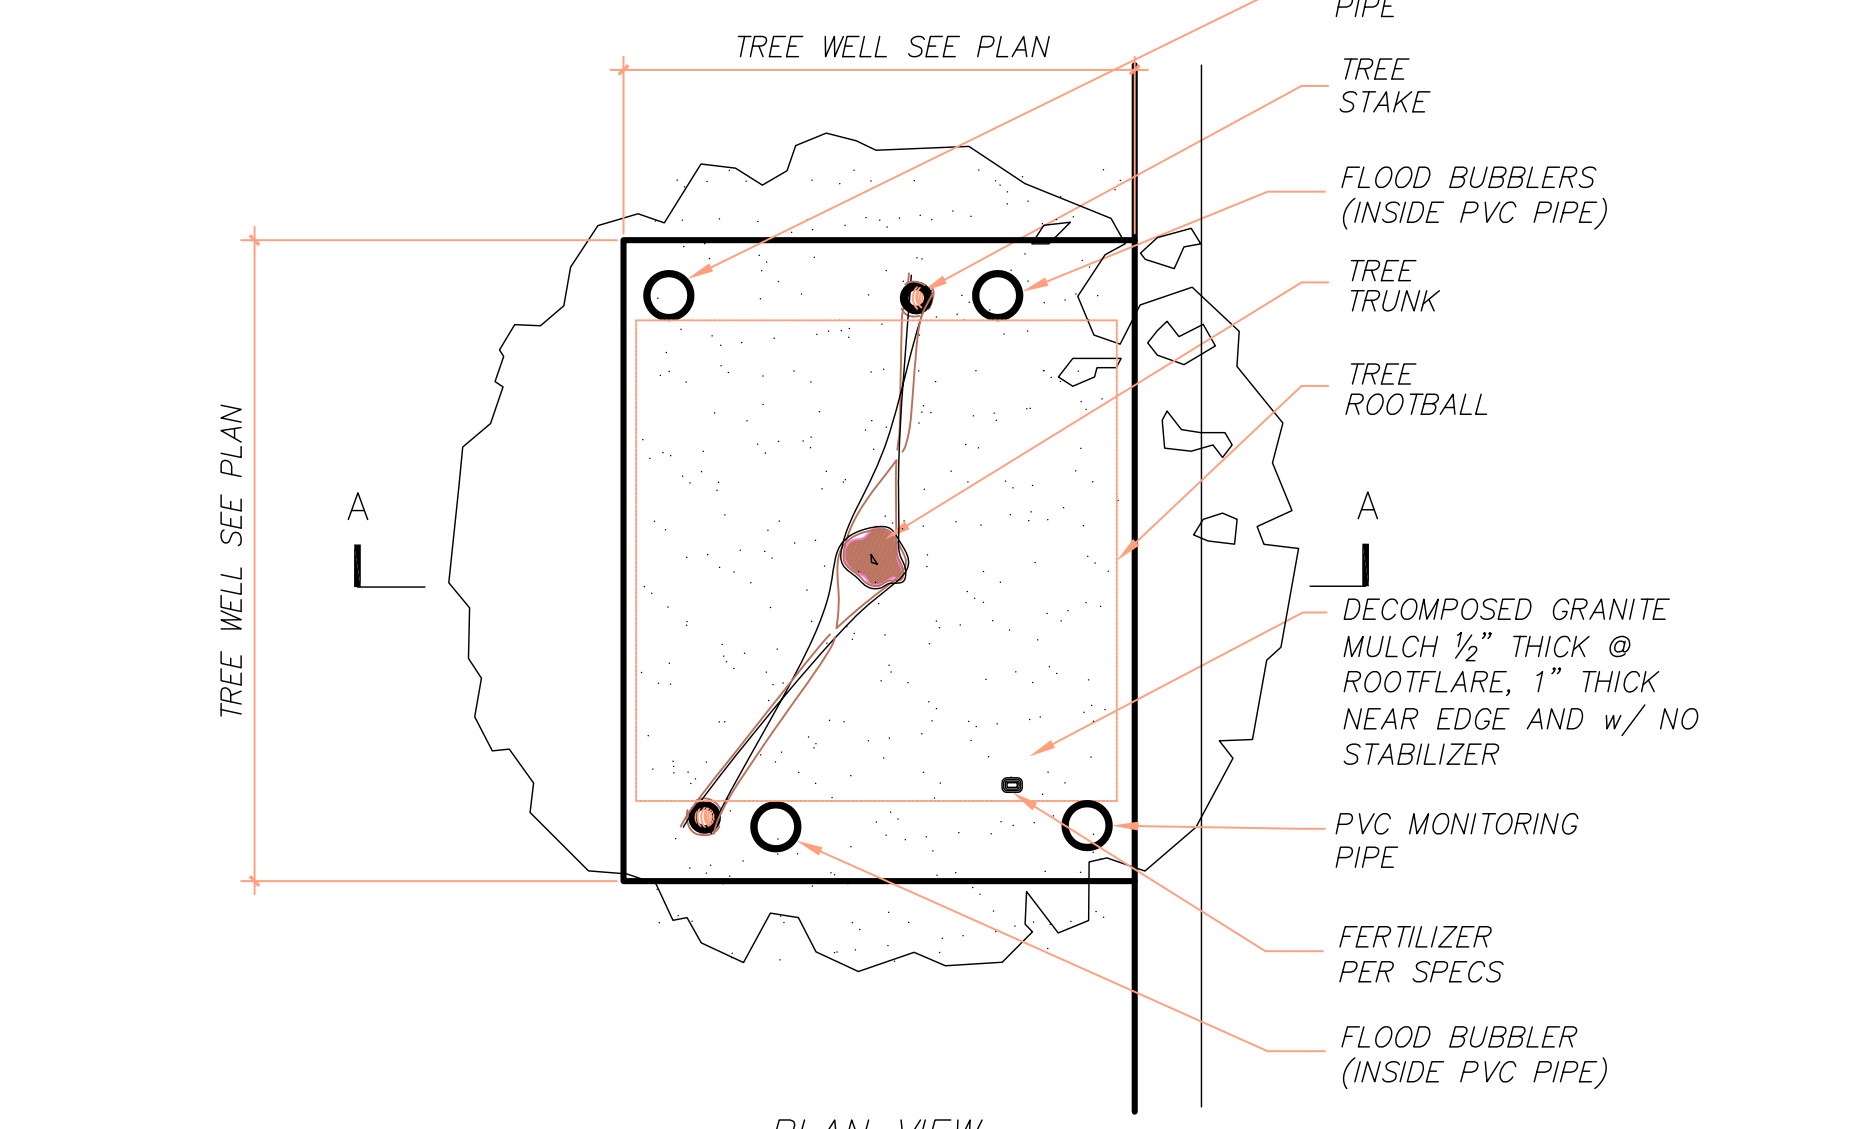 PIPE
TREE WELL SEE PLAN
TREE
STAKE
FLOOD BUBBLERS
(INSIDE PVC PIPE)
TREE
TRUNK
TREE
ROOTBALL
TREE WELL SEE PLAN
A
A
DECOMPOSED GRANITE
MULCH ½” THICK @
ROOTFLARE, 1” THICK
NEAR EDGE AND w/ NO
STABILIZER
PVC MONITORING
PIPE
FERTILIZER
PER SPECS
FLOOD BUBBLER
(INSIDE PVC PIPE)
PLAN VIEW